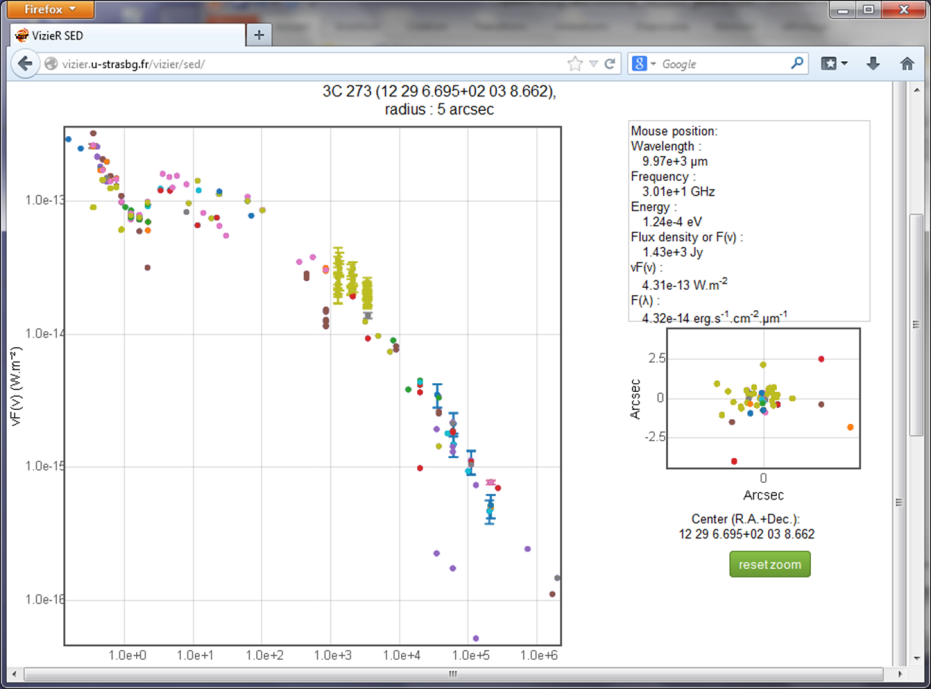 Firefox
VizieR SED
vizier.u-strasbg.fr/vizier/sed/
Google
3C 273 (12 29 6.695+02 03 8.662),
radius : 5 arcsec
νF(ν) (W.m⁻²)
1.0e-13
1.0e-14
1.0e-15
1.0e-16
1.0e+0 1.0e+1 1.0e+2 1.0e+3 1.0e+4 1.0e+5 1.0e+6
Mouse position:
Wavelength :
9.97e+3 μm
Frequency :
3.01e+1 GHz
Energy :
1.24e-4 eV
Flux density or F(ν) :
1.43e+3 Jy
νF(ν) :
4.31e-13 W.m⁻²
F(λ) :
4.32e-14 erg.s⁻¹.cm⁻².μm⁻¹
Arcsec
2.5
0
-2.5
0
Arcsec
Center (R.A.+Dec.):
12 29 6.695+02 03 8.662
reset zoom